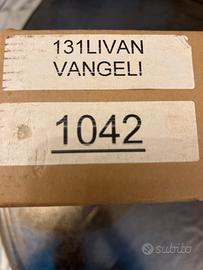 131LIVAN
VANGELI
1042
subito